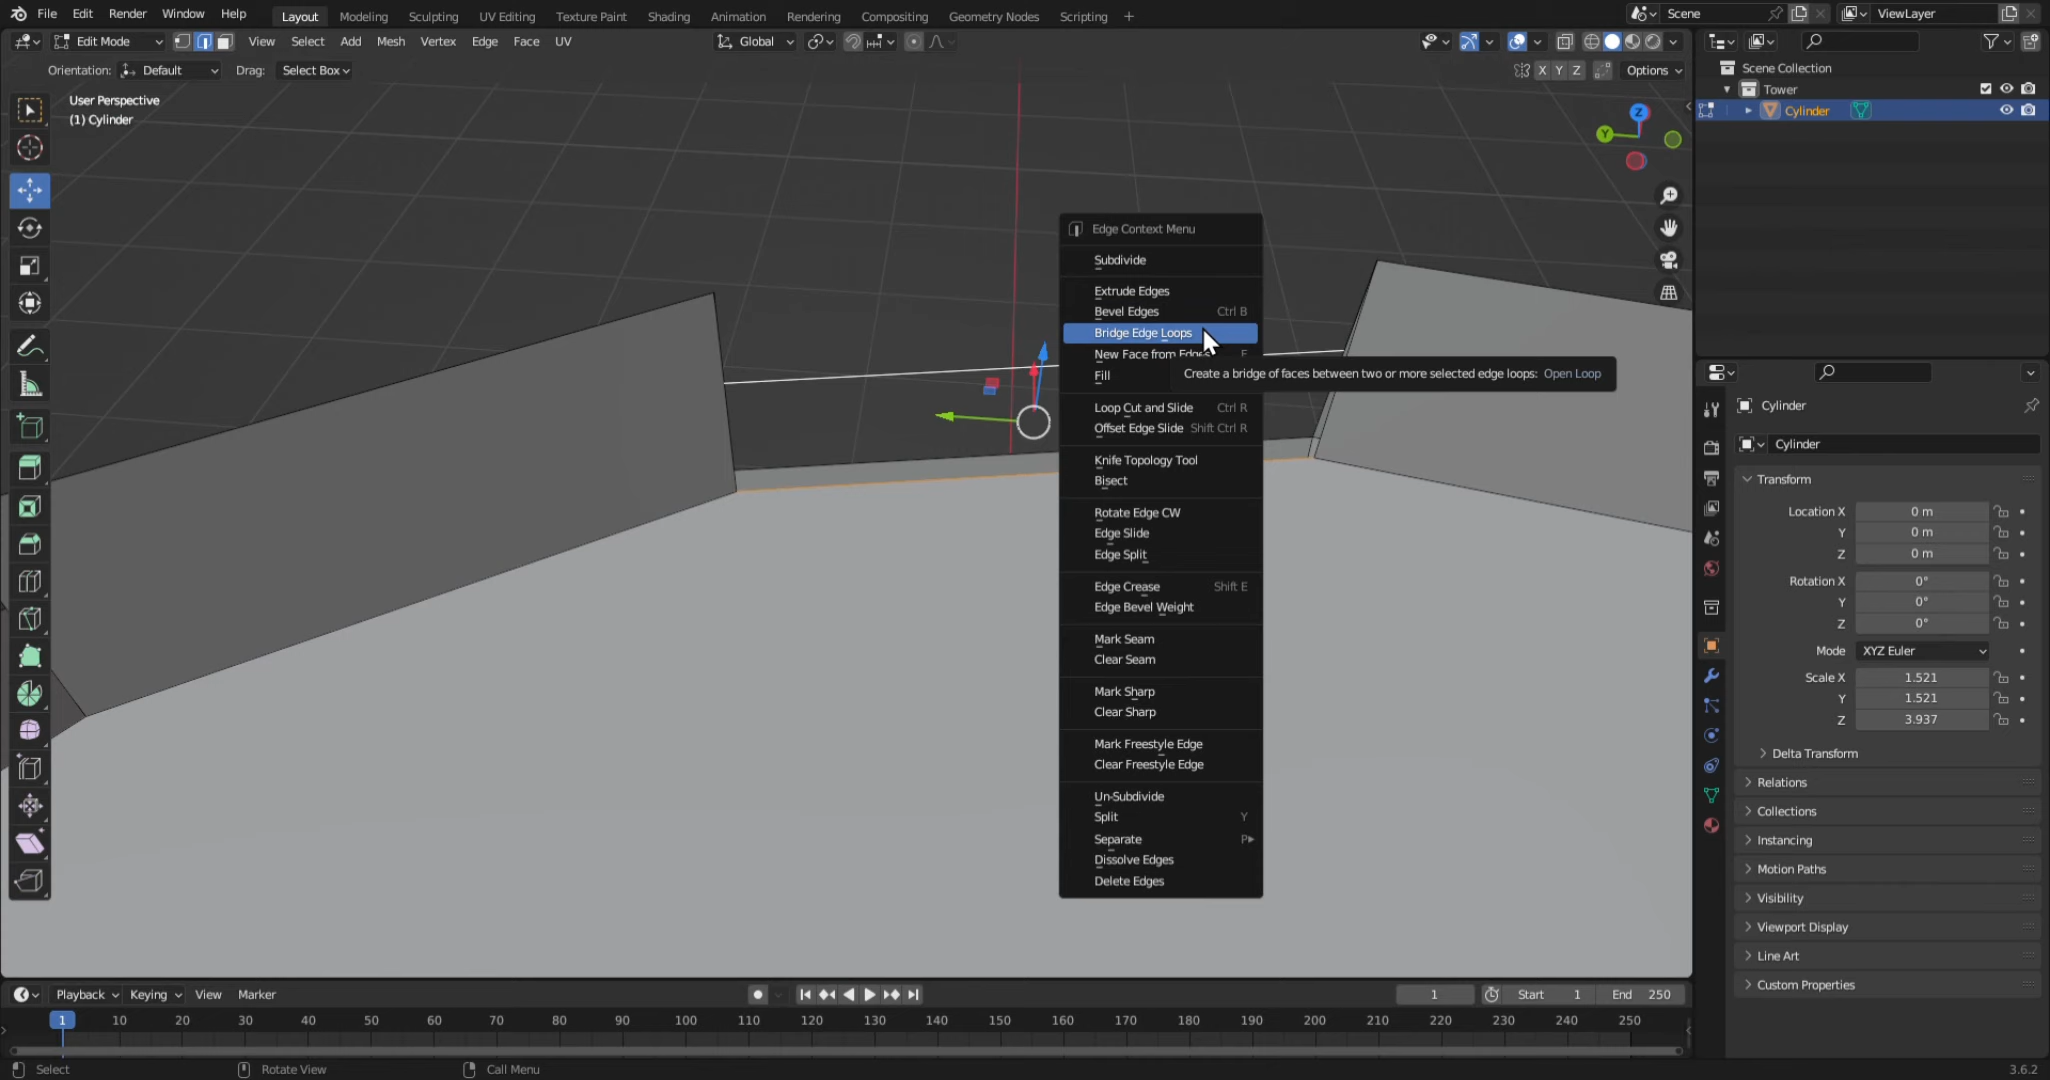 File Edit Render Window Help
Layout Modeling Sculpting UV Editing Texture Paint Shading Animation Rendering Compositing Geometry Nodes Scripting +
Scene
ViewLayer
Edit Mode View Select Add Mesh Vertex Edge Face UV
Global
Orientation: Default Drag: Select Box
X Y Z Options
User Perspective
(1) Cylinder
Z
Y
Edge Context Menu
Subdivide
Extrude Edges
Bevel Edges Ctrl B
Bridge Edge Loops
New Face from Edges F
Create a bridge of faces between two or more selected edge loops: Open Loop
Fill
Loop Cut and Slide Ctrl R
Offset Edge Slide Shift Ctrl R
Knife Topology Tool
Bisect
Rotate Edge CW
Edge Slide
Edge Split
Edge Crease Shift E
Edge Bevel Weight
Mark Seam
Clear Seam
Mark Sharp
Clear Sharp
Mark Freestyle Edge
Clear Freestyle Edge
Un-Subdivide
Split Y
Separate P
Dissolve Edges
Delete Edges
Scene Collection
Tower
Cylinder
Cylinder
Cylinder
Transform
Location X 0 m
Y 0 m
Z 0 m
Rotation X 0°
Y 0°
Z 0°
Mode XYZ Euler
Scale X 1.521
Y 1.521
Z 3.937
Delta Transform
Relations
Collections
Instancing
Motion Paths
Visibility
Viewport Display
Line Art
Custom Properties
Playback Keying View Marker
1 Start 1 End 250
1 10 20 30 40 50 60 70 80 90 100 110 120 130 140 150 160 170 180 190 200 210 220 230 240 250
Select Rotate View Call Menu 3.6.2